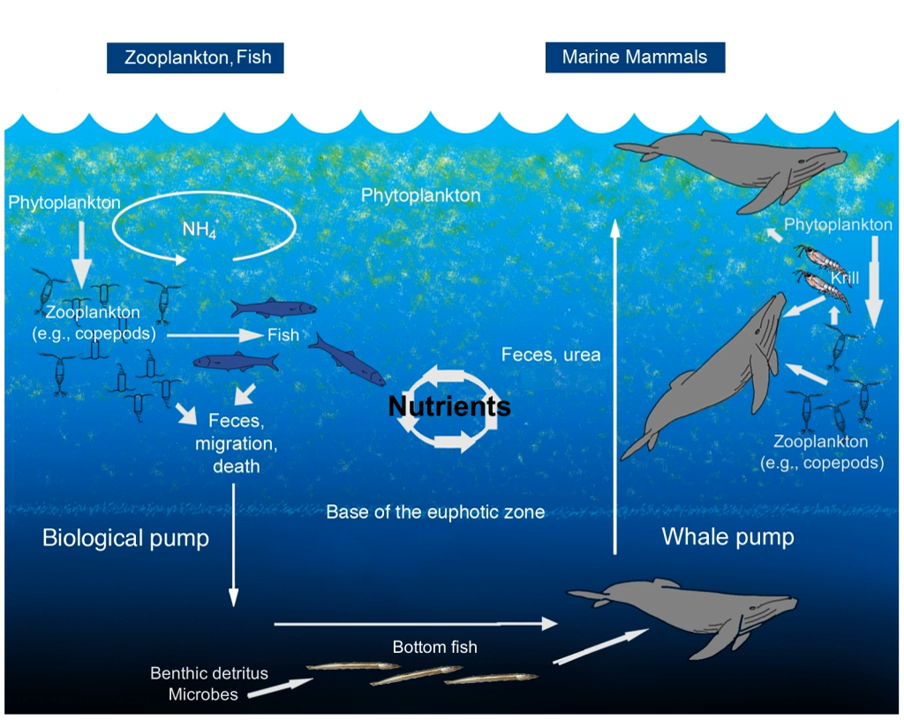 Zooplankton, Fish
Marine Mammals
Phytoplankton
NH₄⁺
Phytoplankton
Phytoplankton
Krill
Zooplankton
(e.g., copepods)
Fish
Feces, urea
Nutrients
Feces,
migration,
death
Zooplankton
(e.g., copepods)
Base of the euphotic zone
Biological pump
Whale pump
Bottom fish
Benthic detritus
Microbes